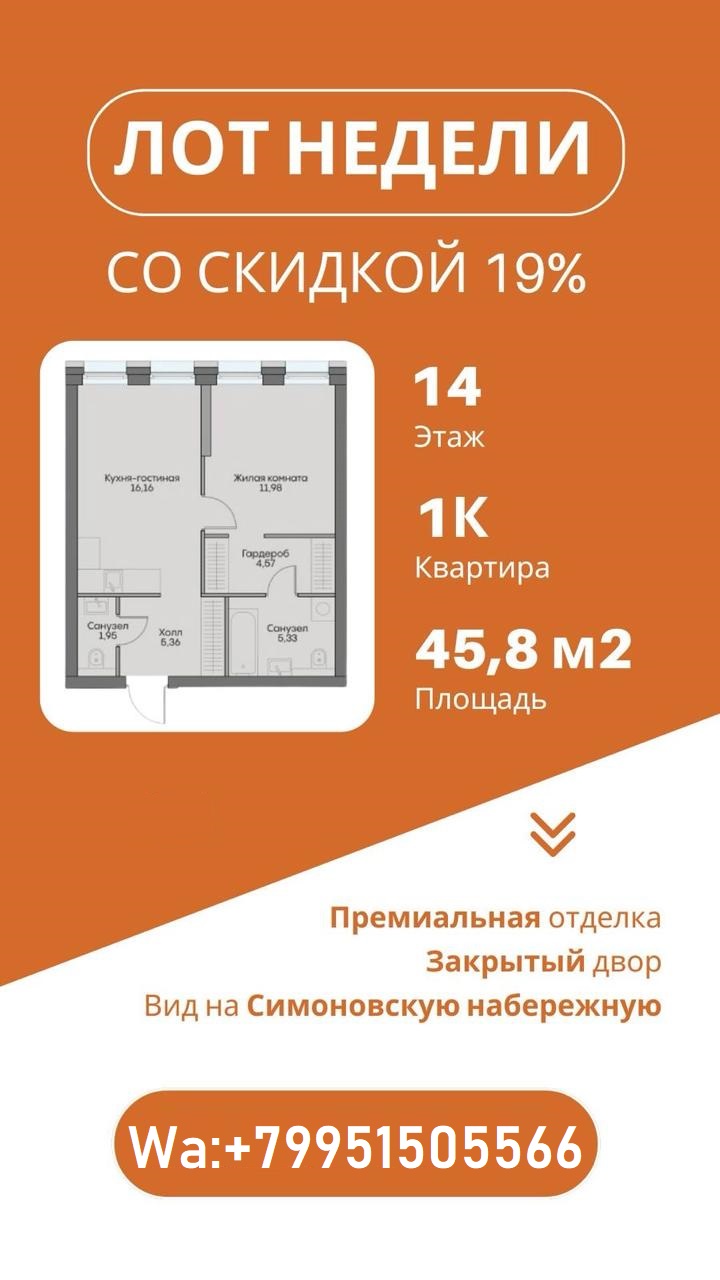 ЛОТ НЕДЕЛИ
СО СКИДКОЙ 19%
Кухня-гостиная
16,16
Жилая комната
11,98
Гардероб
4,57
Санузел
1,95
Холл
5,36
Санузел
5,33
14
Этаж
1К
Квартира
45,8 м2
Площадь
Премиальная отделка
Закрытый двор
Вид на Симоновскую набережную
Wa:+79951505566